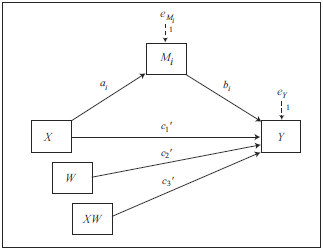 e_{M_i}
1
M_i
a_i
b_i
e_Y
1
X
c_1'
Y
c_2'
W
c_3'
XW